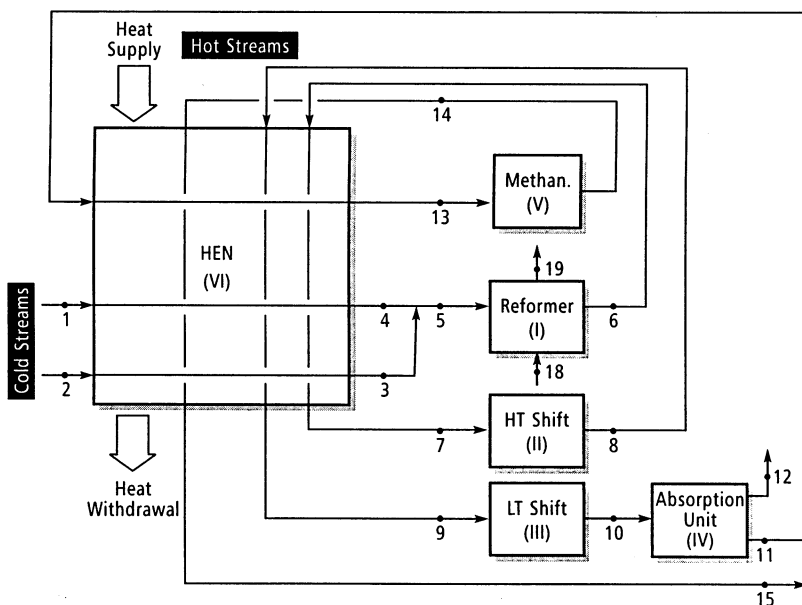 Heat
Supply
Hot Streams
14
Methan.
(V)
13
HEN
(VI)
19
Cold Streams
1
4
5
Reformer
(I)
6
2
3
18
HT Shift
(II)
7
8
12
Heat
Withdrawal
LT Shift
(III)
9
10
Absorption
Unit
(IV)
11
15